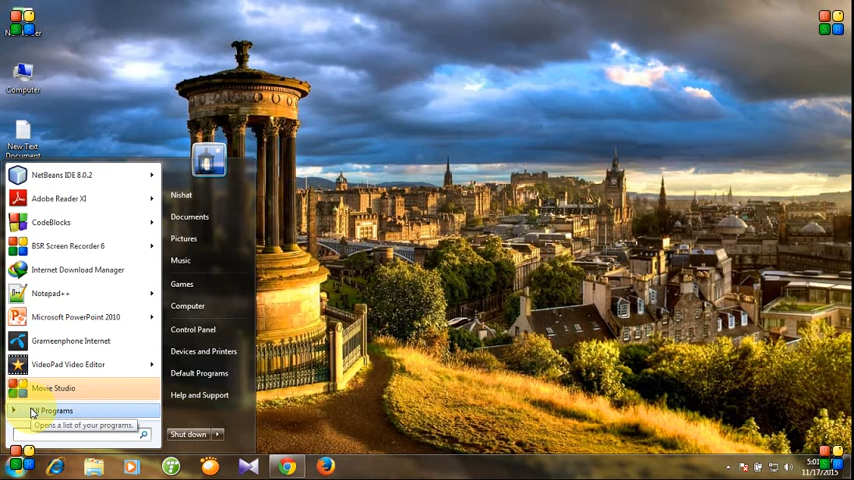 Computer
New Text
Document
NetBeans IDE 8.0.2
Adobe Reader XI
CodeBlocks
BSR Screen Recorder 6
Internet Download Manager
Notepad++
Microsoft PowerPoint 2010
Grameenphone Internet
VideoPad Video Editor
Movie Studio
Programs
Opens a list of your programs.
Nishat
Documents
Pictures
Music
Games
Computer
Control Panel
Devices and Printers
Default Programs
Help and Support
Shut down
11/17/2015